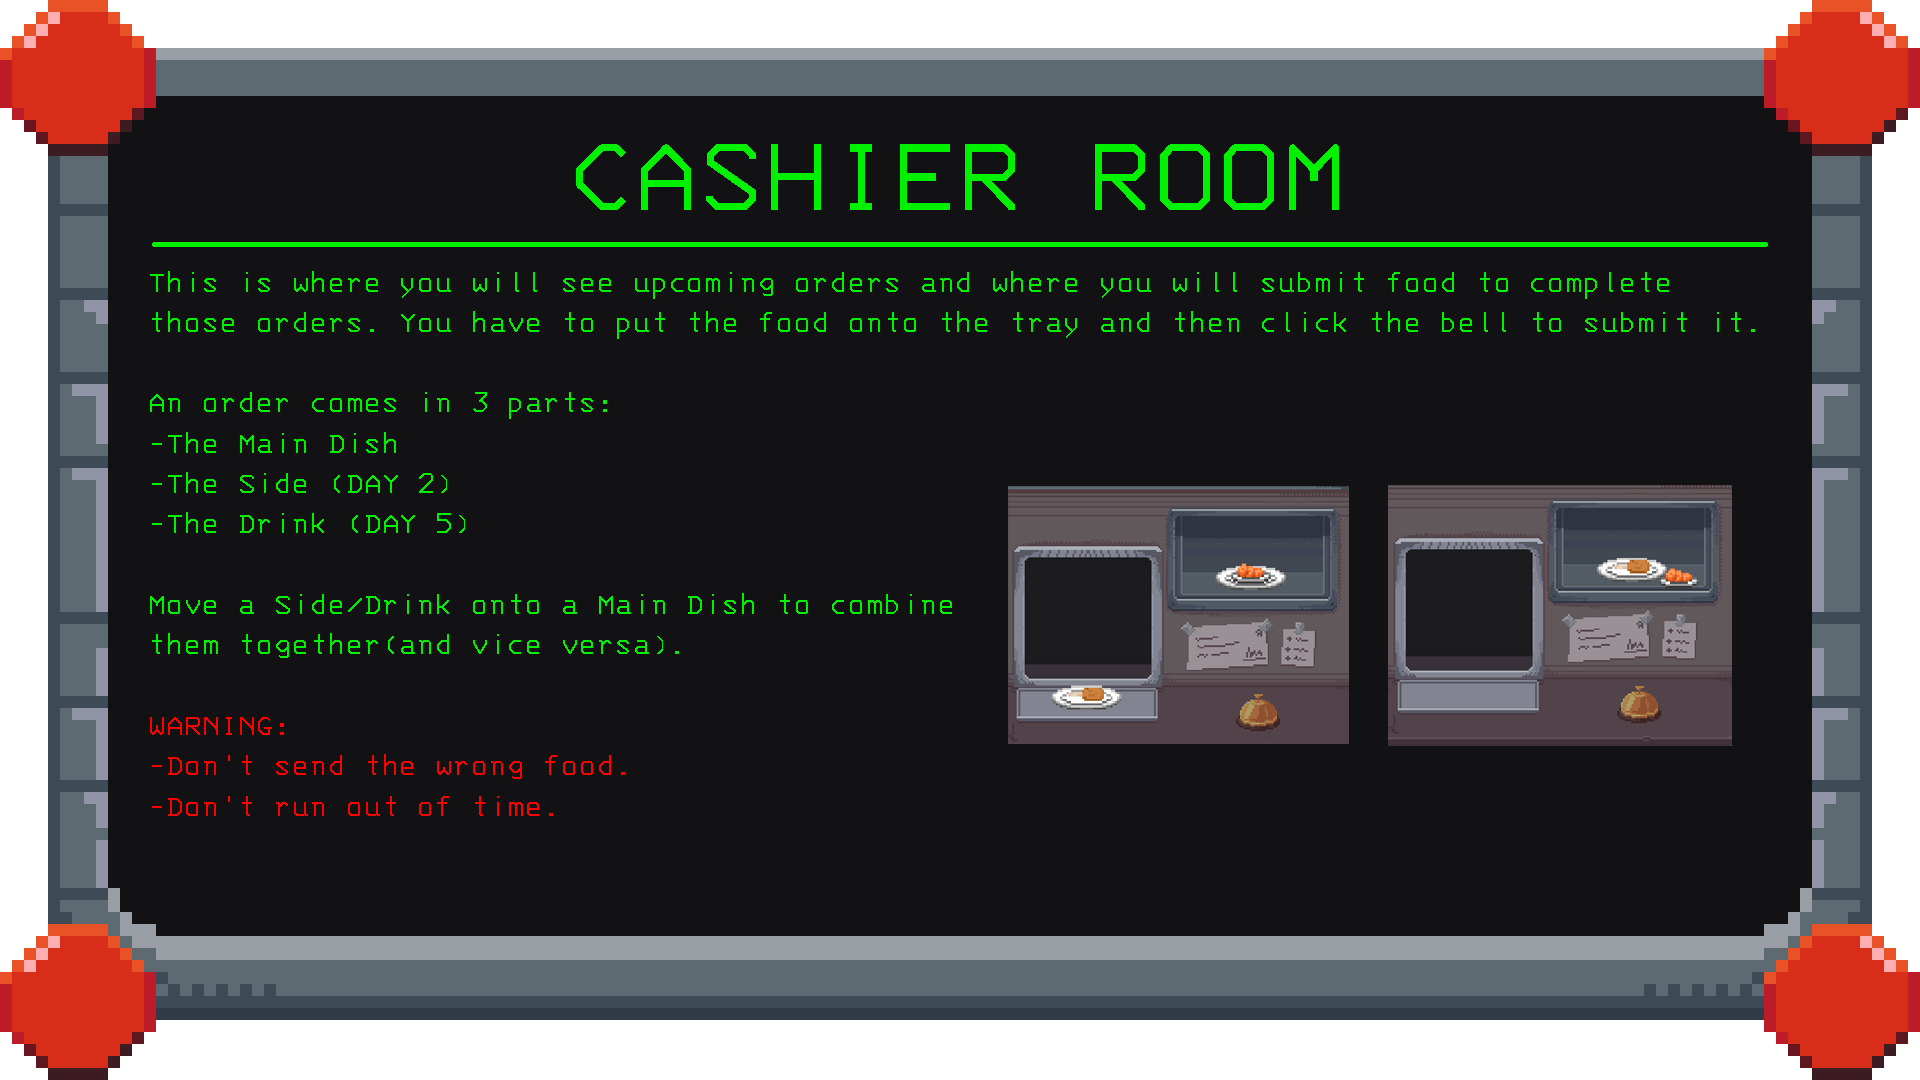 CASHIER ROOM
This is where you will see upcoming orders and where you will submit food to complete
those orders. You have to put the food onto the tray and then click the bell to submit it.
An order comes in 3 parts:
-The Main Dish
-The Side (DAY 2)
-The Drink (DAY 5)
Move a Side/Drink onto a Main Dish to combine
them together(and vice versa).
WARNING:
-Don't send the wrong food.
-Don't run out of time.